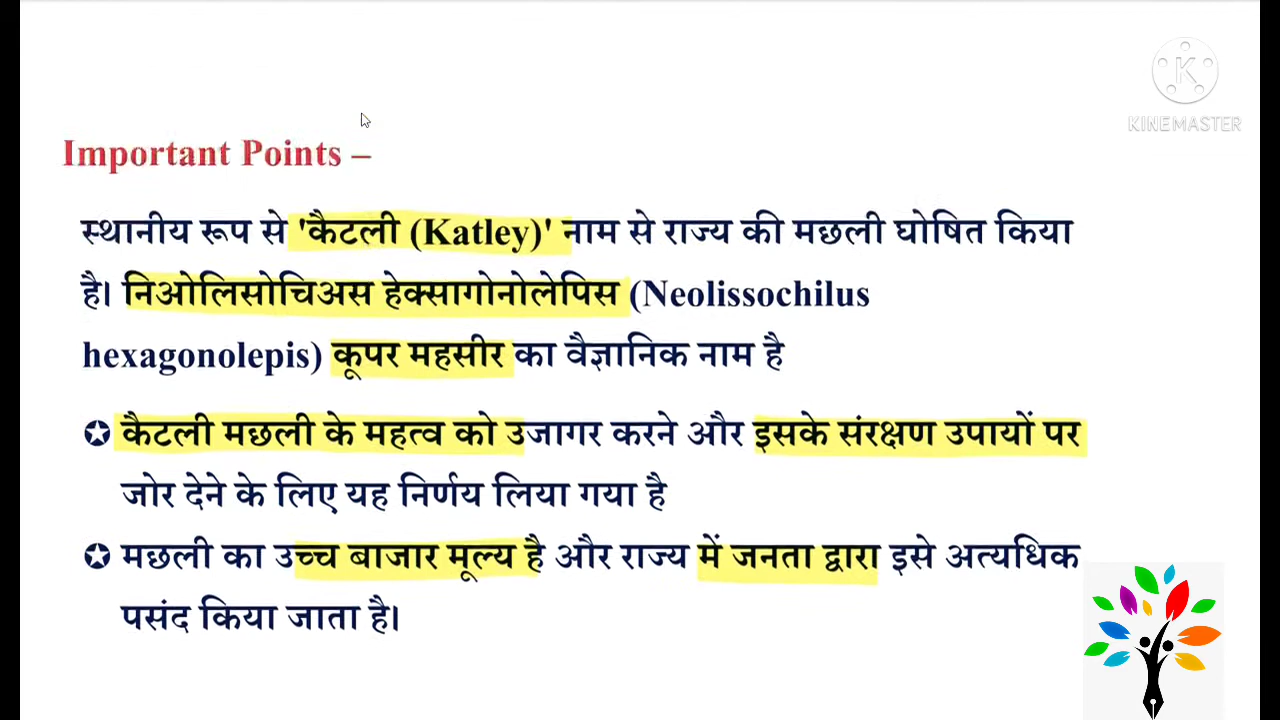 KINEMASTER
Important Points –
स्थानीय रूप से 'कैटली (Katley)' नाम से राज्य की मछली घोषित किया
है। निओलिसोचिअस हेक्सागोनोलेपिस (Neolissochilus
hexagonolepis) कूपर महसीर का वैज्ञानिक नाम है
✪ कैटली मछली के महत्व को उजागर करने और इसके संरक्षण उपायों पर
जोर देने के लिए यह निर्णय लिया गया है
✪ मछली का उच्च बाजार मूल्य है और राज्य में जनता द्वारा इसे अत्यधिक
पसंद किया जाता है।